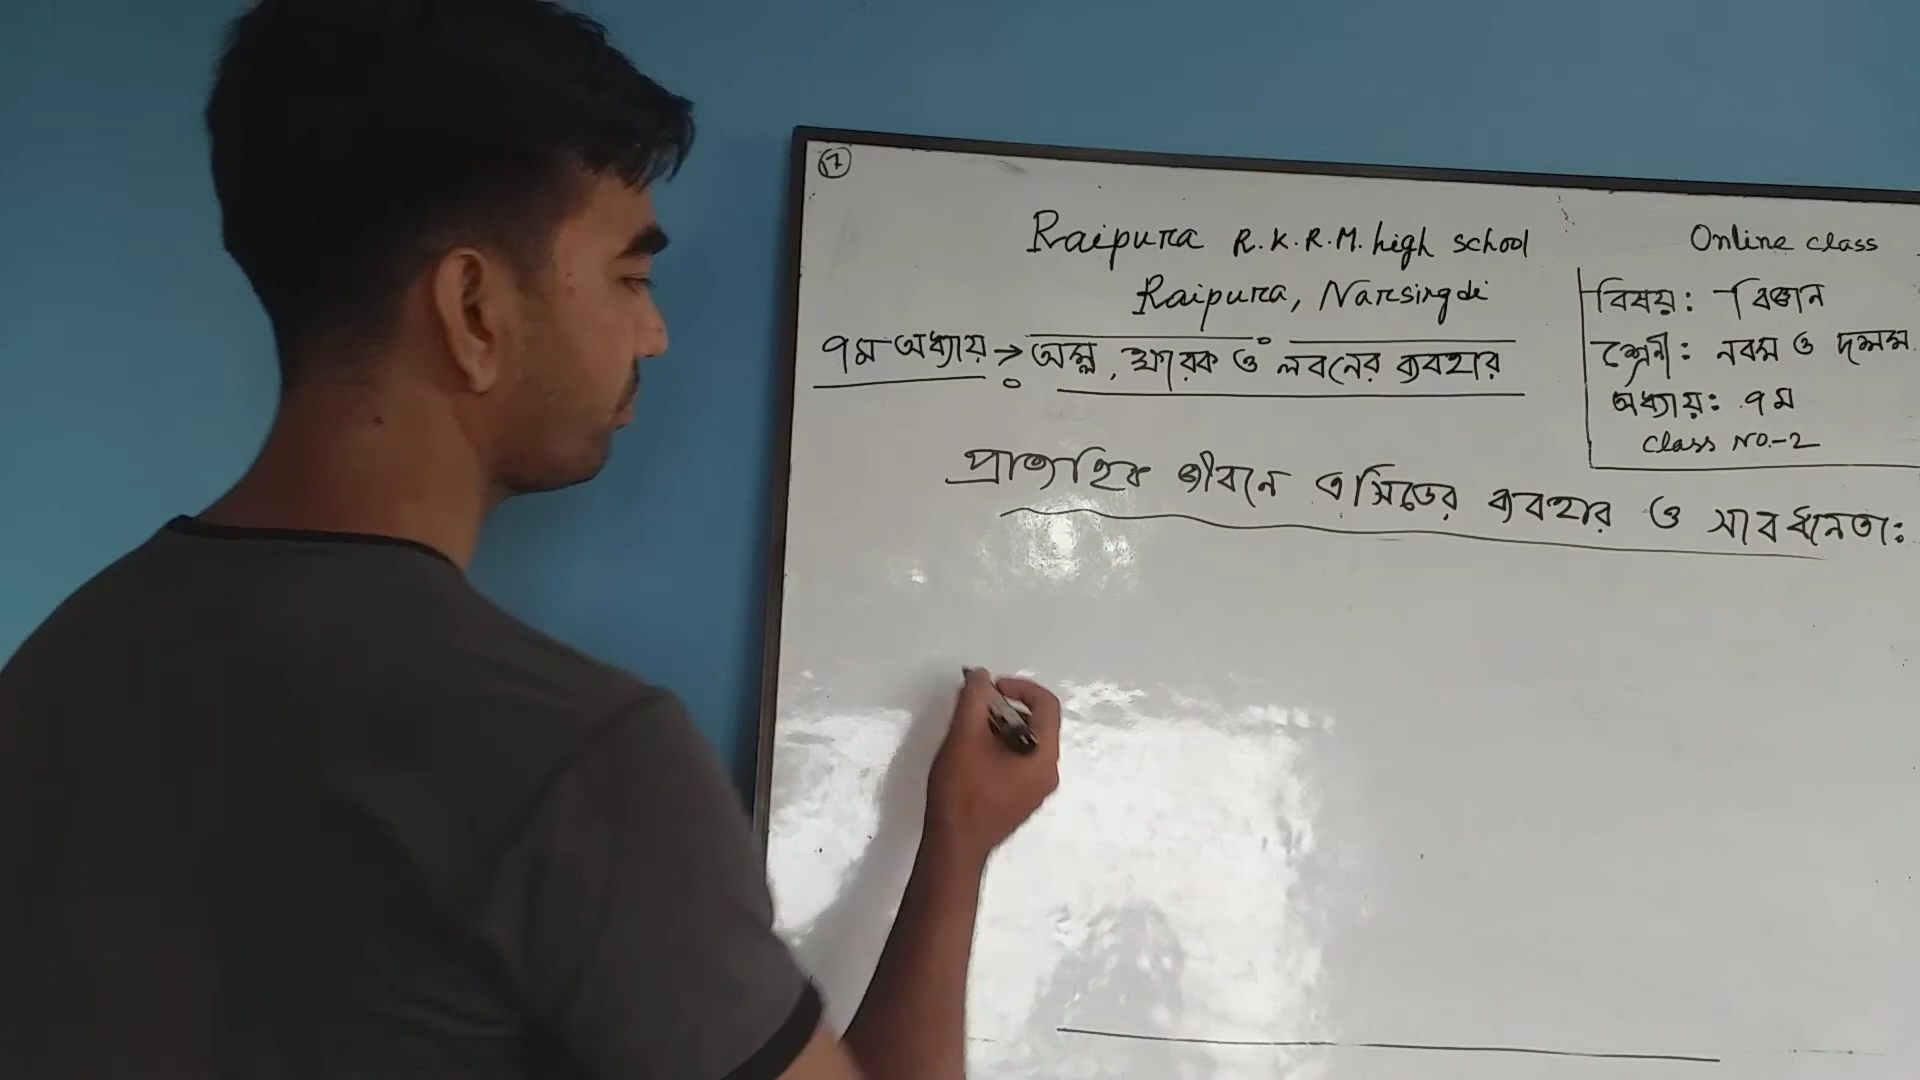 Raipura R.K.R.M. high school
Raipura, Narsingdi
৭ম অধ্যায় → অম্ল, ক্ষারক ও লবনের ব্যবহার
Online class
বিষয়: বিজ্ঞান
শ্রেনী: নবম ও দশম
অধ্যায়: ৭ম
Class NO.-2
প্রাত্যহিক জীবনে এসিডের ব্যবহার ও সাবধানতা: